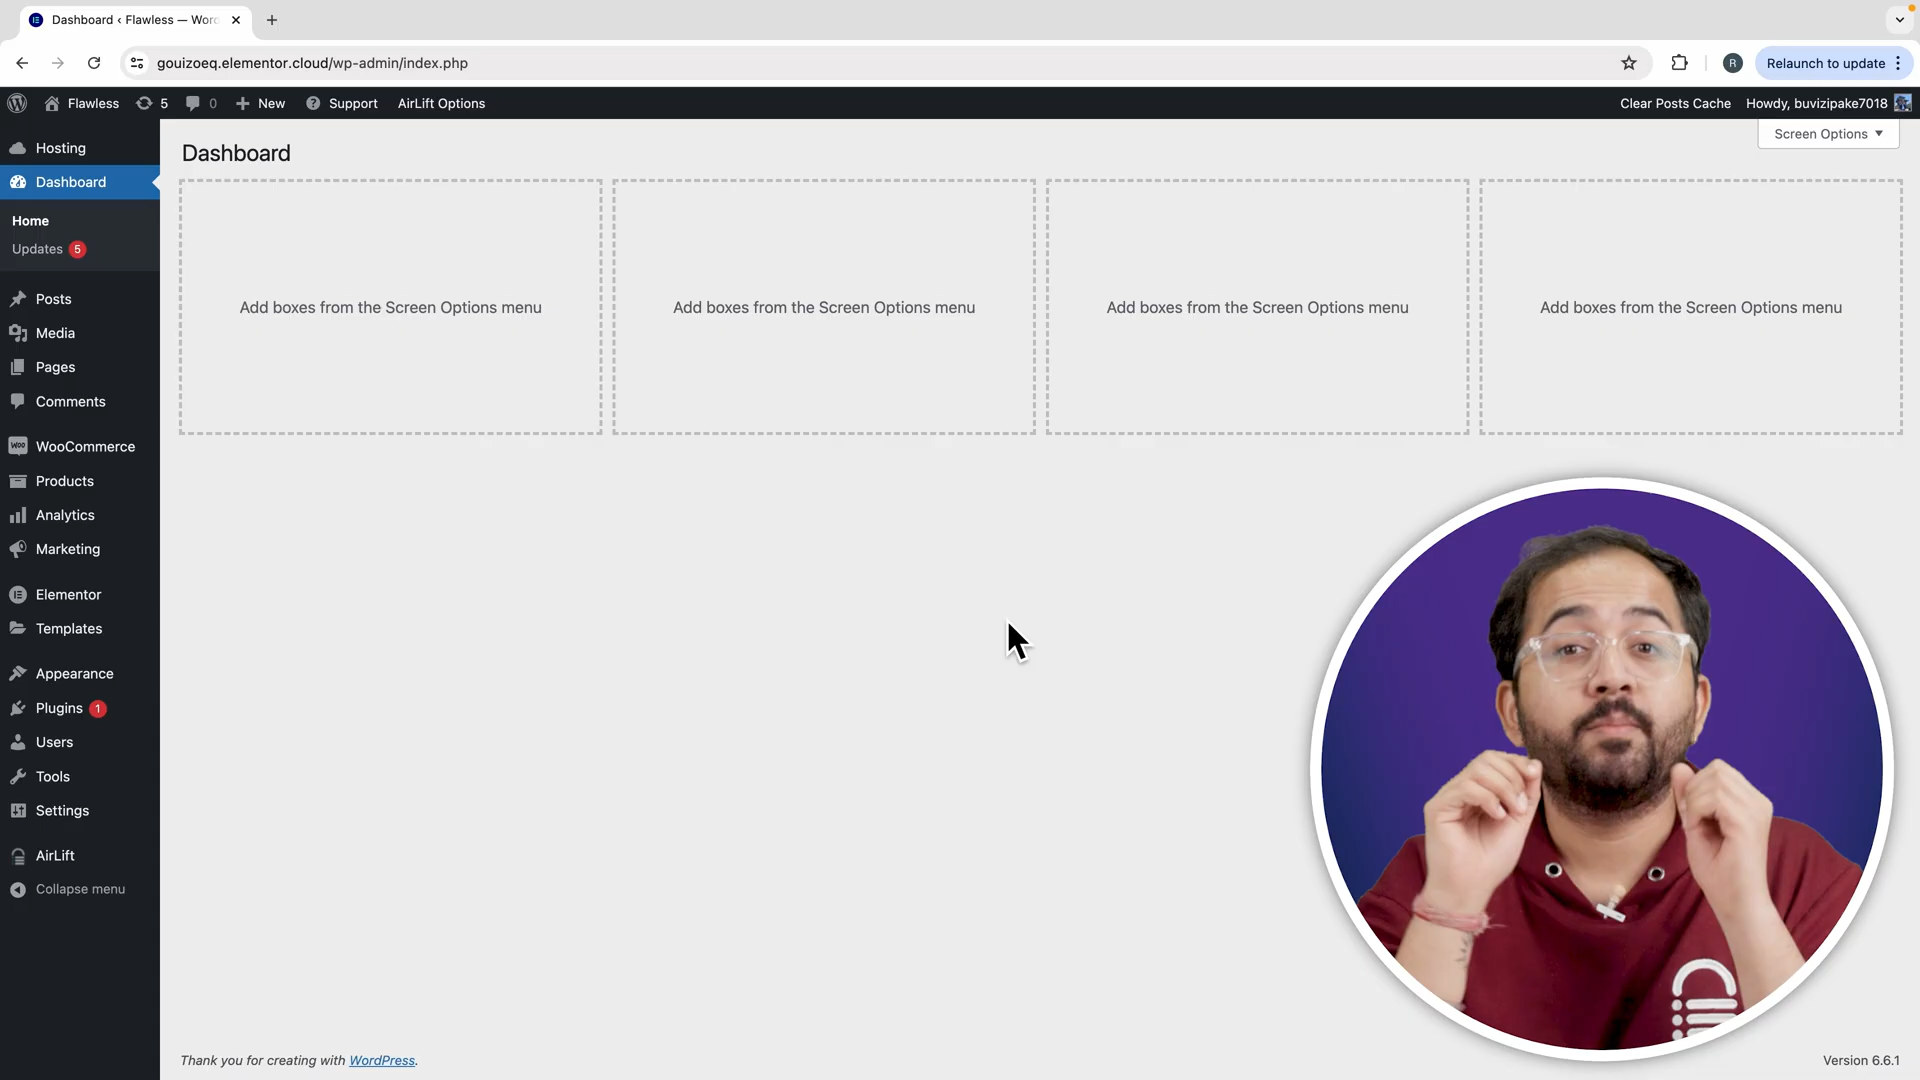 Dashboard ‹ Flawless — Word
gouizoeq.elementor.cloud/wp-admin/index.php
R
Relaunch to update
Flawless
5
0
New
Support
AirLift Options
Clear Posts Cache
Howdy, buvizipake7018
Screen Options
Hosting
Dashboard
Home
Updates 5
Posts
Media
Pages
Comments
WooCommerce
Products
Analytics
Marketing
Elementor
Templates
Appearance
Plugins 1
Users
Tools
Settings
AirLift
Collapse menu
Dashboard
Add boxes from the Screen Options menu
Add boxes from the Screen Options menu
Add boxes from the Screen Options menu
Add boxes from the Screen Options menu
Thank you for creating with WordPress.
Version 6.6.1